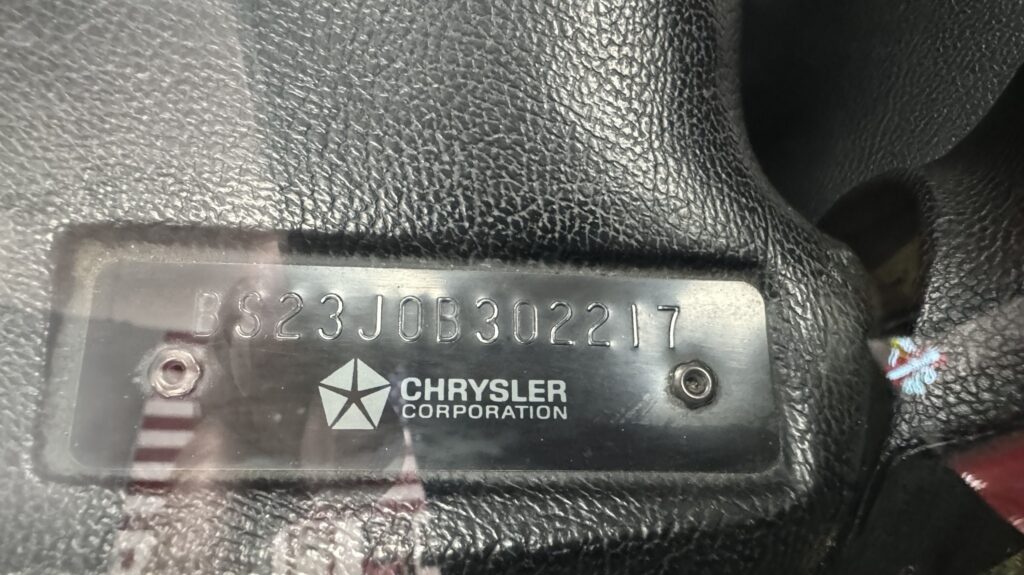 BS23J0B302217
CHRYSLER
CORPORATION